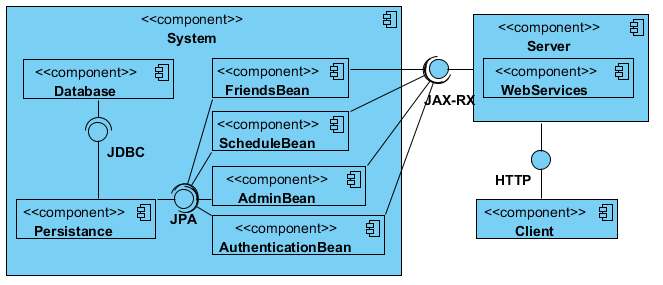 <<component>>
System
<<component>>
Database
<<component>>
FriendsBean
<<component>>
ScheduleBean
<<component>>
AdminBean
<<component>>
AuthenticationBean
JDBC
<<component>>
Persistance
JPA
JAX-RX
<<component>>
Server
<<component>>
WebServices
HTTP
<<component>>
Client